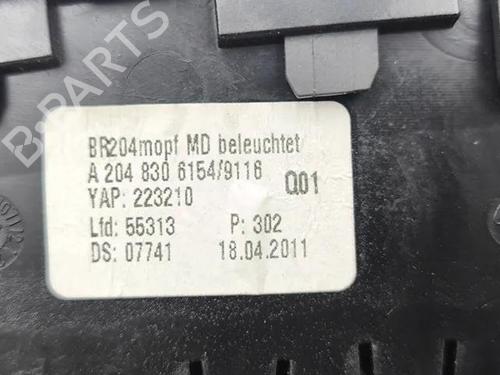 B-PARTS
BR204mopf MD beleuchtet
A 204 830 6154/9116
Q01
YAP: 223210
Lfd: 55313 P: 302
DS: 07741 18.04.2011